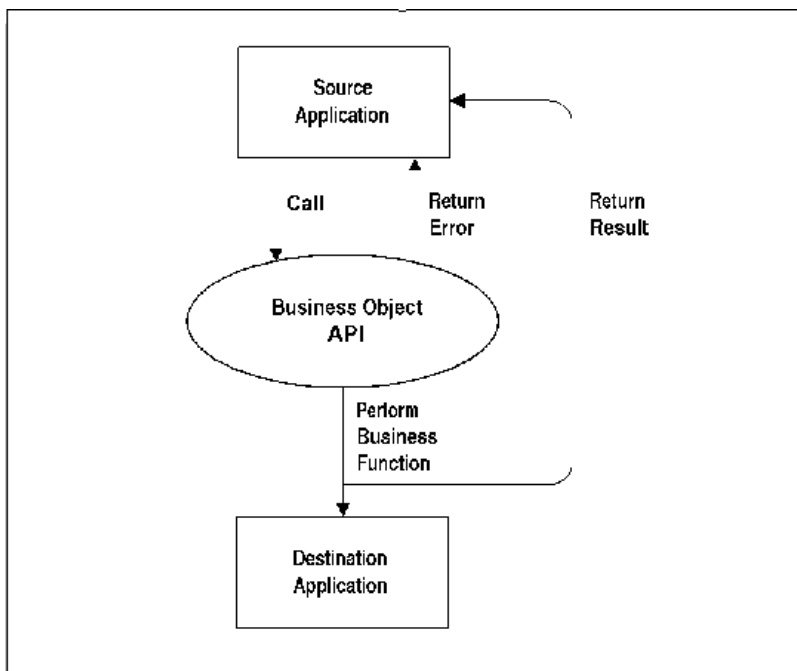 Source
Application
Call
Return
Error
Return
Result
Business Object
API
Perform
Business
Function
Destination
Application